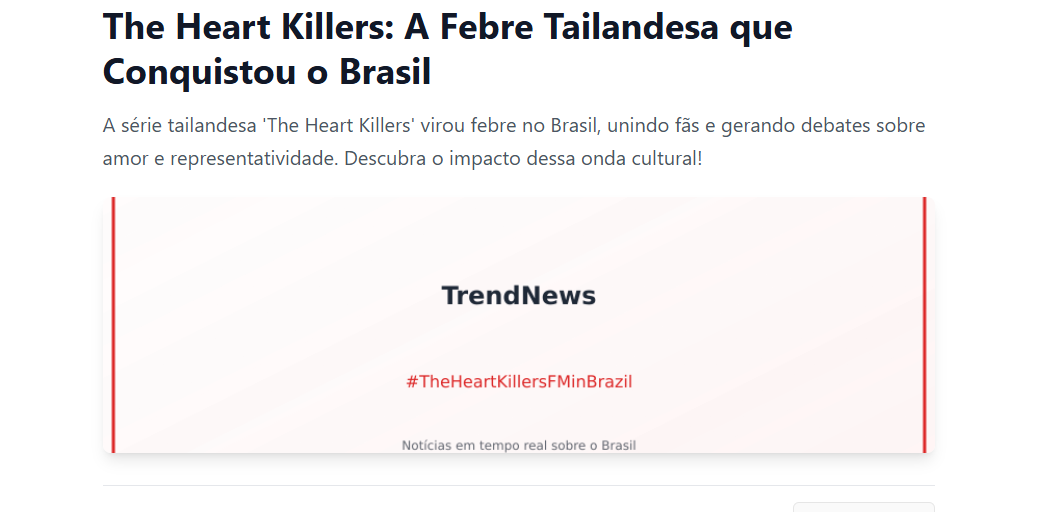 The Heart Killers: A Febre Tailandesa que
Conquistou o Brasil
A série tailandesa 'The Heart Killers' virou febre no Brasil, unindo fãs e gerando debates sobre
amor e representatividade. Descubra o impacto dessa onda cultural!
TrendNews
#TheHeartKillersFMinBrazil
Notícias em tempo real sobre o Brasil